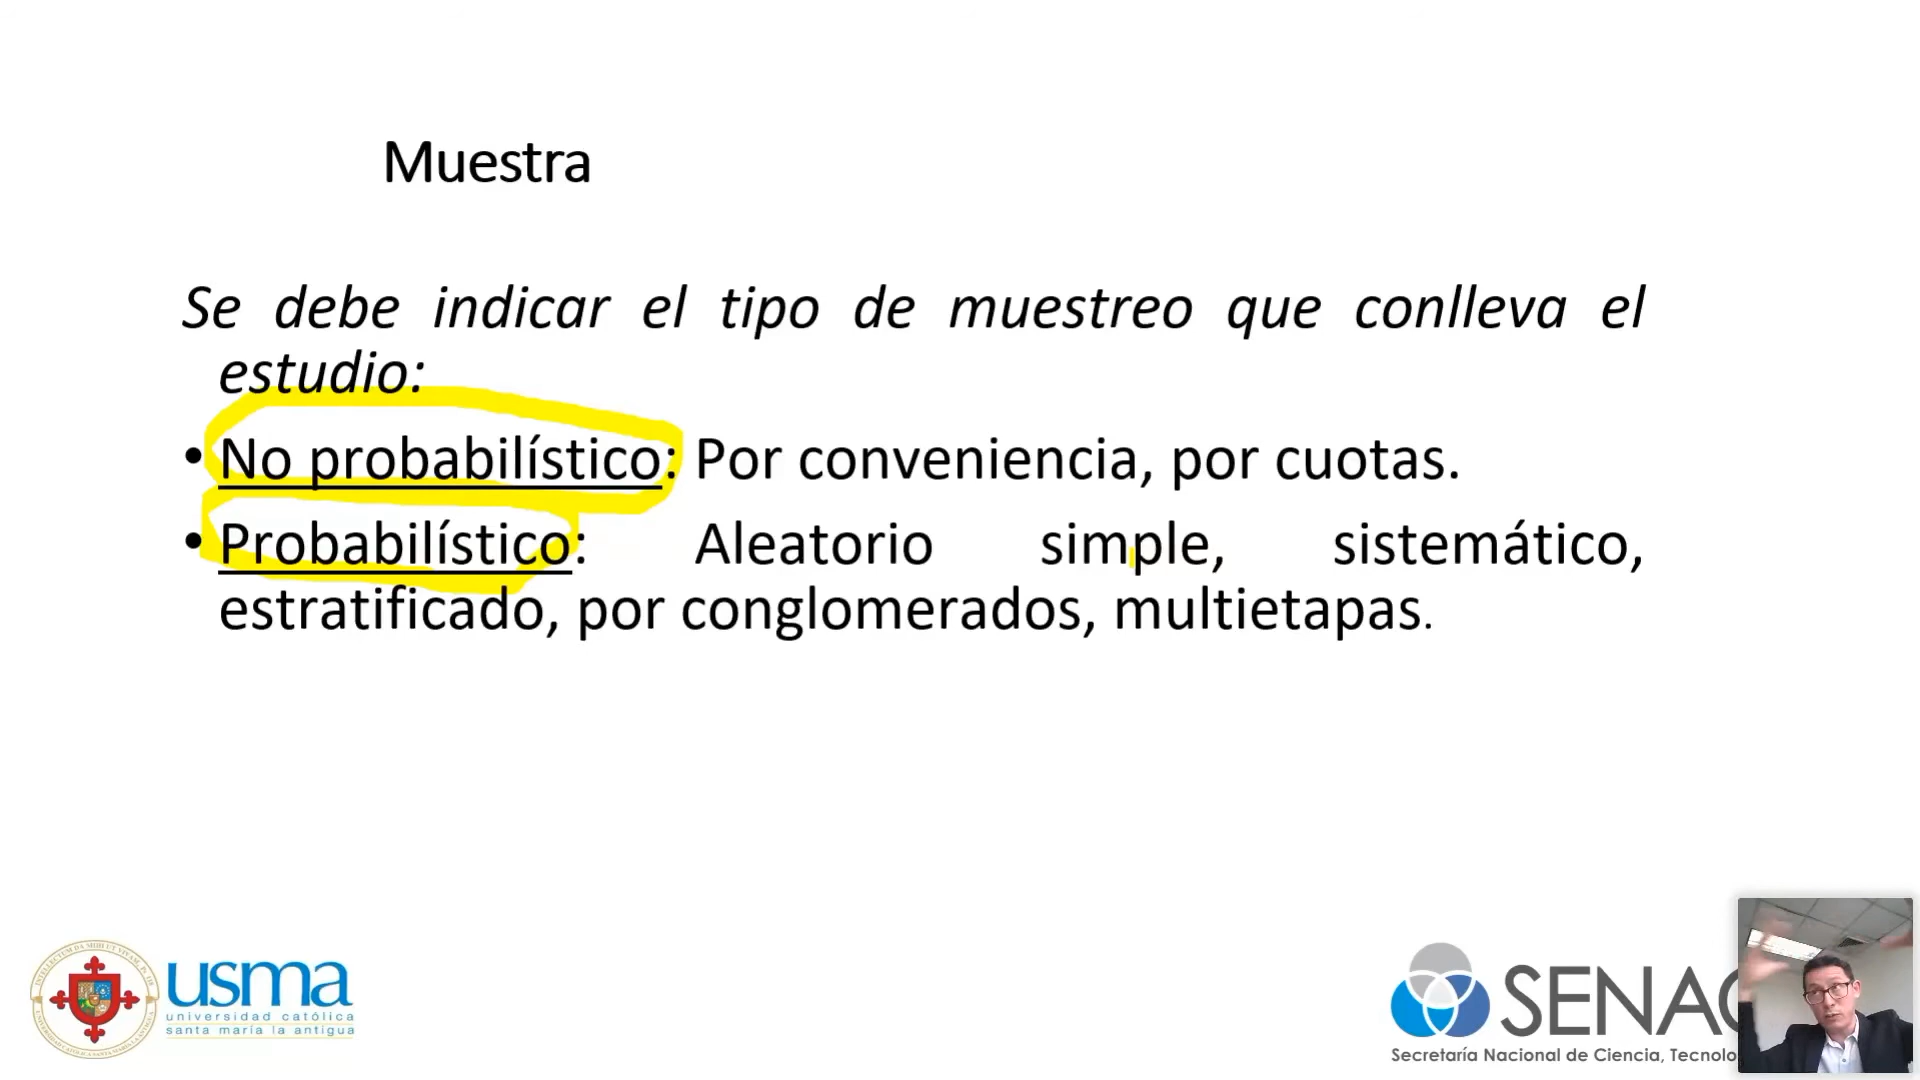 Muestra
Se debe indicar el tipo de muestreo que conlleva el
estudio:
• No probabilístico: Por conveniencia, por cuotas.
• Probabilístico: Aleatorio simple, sistemático,
estratificado, por conglomerados, multietapas.
usma
universidad católica
santa maría la antigua
SENAC
Secretaría Nacional de Ciencia, Tecnolo